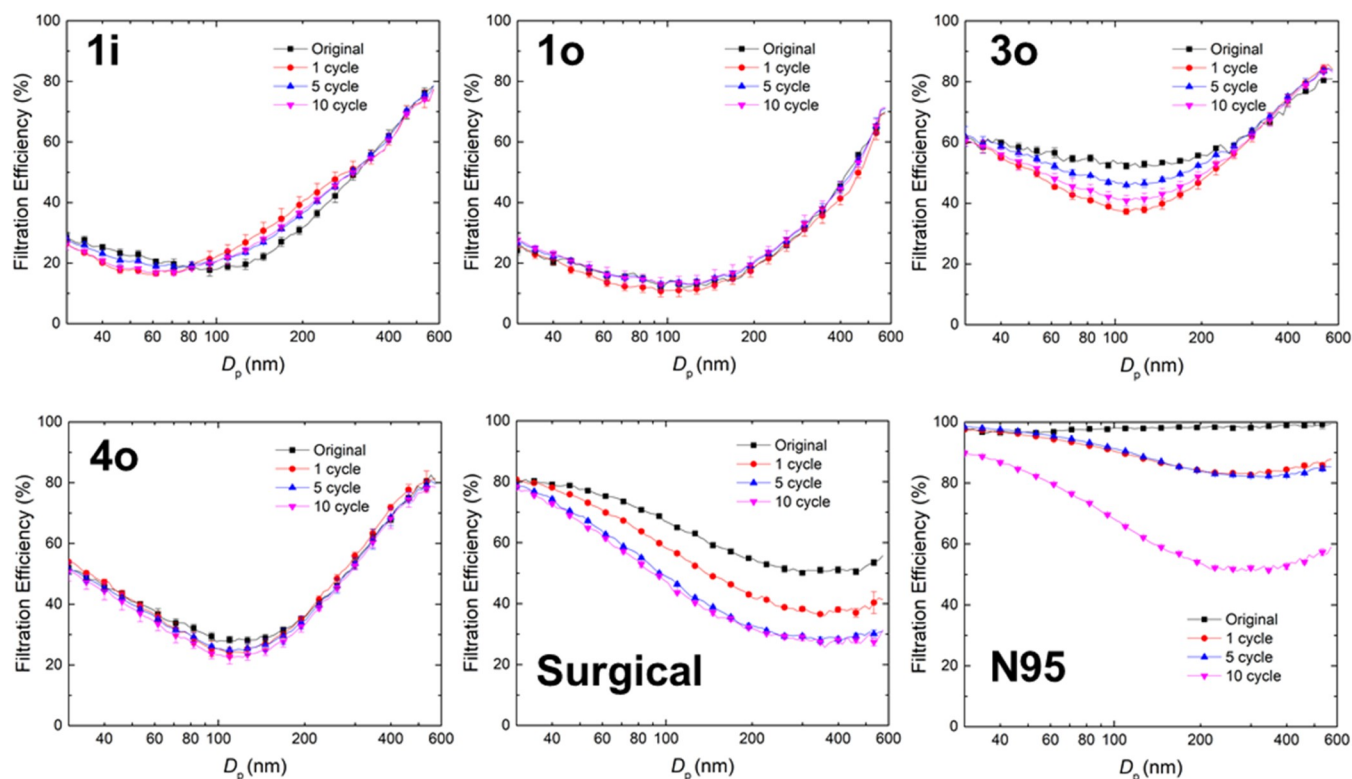 1i
Original
1 cycle
5 cycle
10 cycle
Filtration Efficiency (%)
100
80
60
40
20
0
40 60 80 100 200 400 600
Dp (nm)
1o
Original
1 cycle
5 cycle
10 cycle
Filtration Efficiency (%)
100
80
60
40
20
0
40 60 80 100 200 400 600
Dp (nm)
3o
Original
1 cycle
5 cycle
10 cycle
Filtration Efficiency (%)
100
80
60
40
20
0
40 60 80 100 200 400 600
Dp (nm)
4o
Original
1 cycle
5 cycle
10 cycle
Filtration Efficiency (%)
100
80
60
40
20
0
40 60 80 100 200 400 600
Dp (nm)
Surgical
Original
1 cycle
5 cycle
10 cycle
Filtration Efficiency (%)
100
80
60
40
20
0
40 60 80 100 200 400 600
Dp (nm)
N95
Original
1 cycle
5 cycle
10 cycle
Filtration Efficiency (%)
100
80
60
40
20
0
40 60 80 100 200 400 600
Dp (nm)